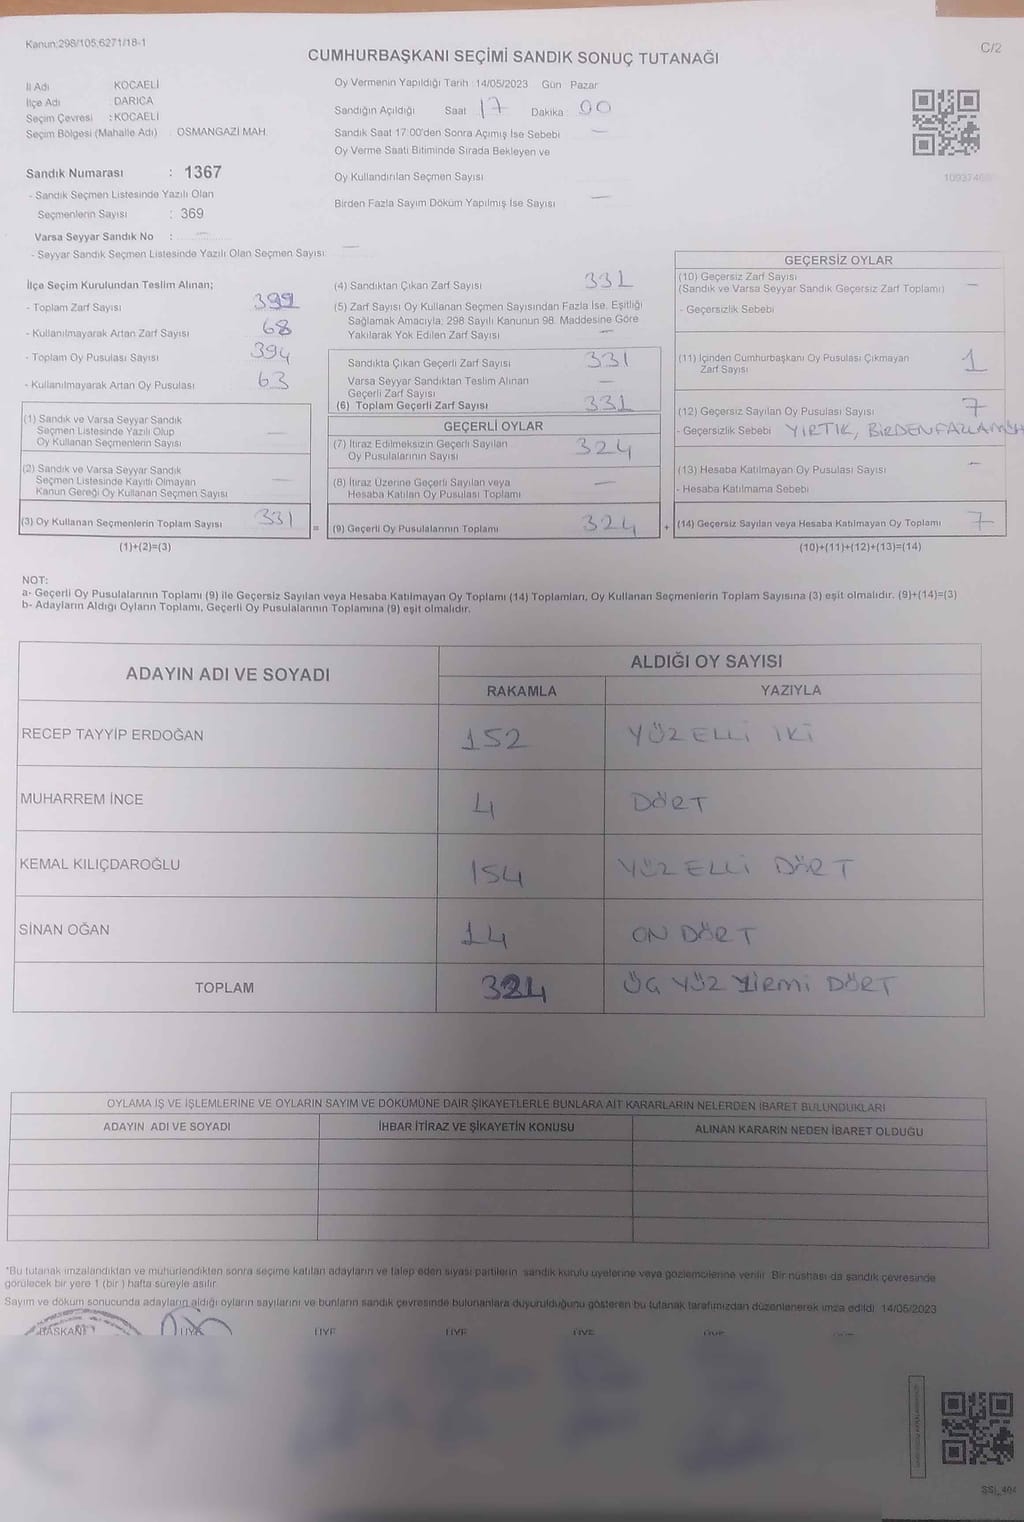 Kanun:298/105,6271/18-1
C/2
CUMHURBAŞKANI SEÇİMİ SANDIK SONUÇ TUTANAĞI
İl Adı KOCAELİ
İlçe Adı DARICA
Seçim Çevresi : KOCAELİ
Seçim Bölgesi (Mahalle Adı) : OSMANGAZİ MAH.
Oy Vermenin Yapıldığı Tarih 14/05/2023 Gün Pazar
Sandığın Açıldığı Saat 17 Dakika : 00
Sandık Saat 17:00'den Sonra Açımış İse Sebebi —
Oy Verme Saati Bitiminde Sırada Bekleyen ve
Oy Kullandırılan Seçmen Sayısı
Birden Fazla Sayım Döküm Yapılmış İse Sayısı —
Sandık Numarası : 1367
- Sandık Seçmen Listesinde Yazılı Olan
Seçmenlerin Sayısı : 369
Varsa Seyyar Sandık No : —
- Seyyar Sandık Seçmen Listesinde Yazılı Olan Seçmen Sayısı: —
İlçe Seçim Kurulundan Teslim Alınan;
- Toplam Zarf Sayısı 399
- Kullanılmayarak Artan Zarf Sayısı 68
- Toplam Oy Pusulası Sayısı 394
- Kullanılmayarak Artan Oy Pusulası 63
(1) Sandık ve Varsa Seyyar Sandık
Seçmen Listesinde Yazılı Olup
Oy Kullanan Seçmenlerin Sayısı —
(2) Sandık ve Varsa Seyyar Sandık
Seçmen Listesinde Kayıtlı Olmayan
Kanun Gereği Oy Kullanan Seçmen Sayısı —
(3) Oy Kullanan Seçmenlerin Toplam Sayısı 331
(1)+(2)=(3)
(4) Sandıktan Çıkan Zarf Sayısı 331
(5) Zarf Sayısı Oy Kullanan Seçmen Sayısından Fazla İse, Eşitliği
Sağlamak Amacıyla; 298 Sayılı Kanunun 98. Maddesine Göre
Yakılarak Yok Edilen Zarf Sayısı —
Sandıkta Çıkan Geçerli Zarf Sayısı 331
Varsa Seyyar Sandıktan Teslim Alınan
Geçerli Zarf Sayısı —
(6) Toplam Geçerli Zarf Sayısı 331
GEÇERLİ OYLAR
(7) İtiraz Edilmeksizin Geçerli Sayılan
Oy Pusulalarının Sayısı 324
(8) İtiraz Üzerine Geçerli Sayılan veya
Hesaba Katılan Oy Pusulası Toplamı —
= (9) Geçerli Oy Pusulalarının Toplamı 324
GEÇERSİZ OYLAR
(10) Geçersiz Zarf Sayısı
(Sandık ve Varsa Seyyar Sandık Geçersiz Zarf Toplamı) —
- Geçersizlik Sebebi
(11) İçinden Cumhurbaşkanı Oy Pusulası Çıkmayan
Zarf Sayısı 1
(12) Geçersiz Sayılan Oy Pusulası Sayısı 7
- Geçersizlik Sebebi YIRTIK, BİRDEN FAZLA
(13) Hesaba Katılmayan Oy Pusulası Sayısı —
- Hesaba Katılmama Sebebi
+ (14) Geçersiz Sayılan veya Hesaba Katılmayan Oy Toplamı 7
(10)+(11)+(12)+(13)=(14)
NOT:
a- Geçerli Oy Pusulalarının Toplamı (9) ile Geçersiz Sayılan veya Hesaba Katılmayan Oy Toplamı (14) Toplamları, Oy Kullanan Seçmenlerin Toplam Sayısına (3) eşit olmalıdır. (9)+(14)=(3)
b- Adayların Aldığı Oyların Toplamı, Geçerli Oy Pusulalarının Toplamına (9) eşit olmalıdır.
ADAYIN ADI VE SOYADI
ALDIĞI OY SAYISI
RAKAMLA YAZIYLA
RECEP TAYYİP ERDOĞAN 152 YÜZ ELLİ İKİ
MUHARREM İNCE 4 DÖRT
KEMAL KILIÇDAROĞLU 154 YÜZ ELLİ DÖRT
SİNAN OĞAN 14 ON DÖRT
TOPLAM 324 ÜÇ YÜZ YİRMİ DÖRT
OYLAMA İŞ VE İŞLEMLERİNE VE OYLARIN SAYIM VE DÖKÜMÜNE DAİR ŞİKAYETLERLE BUNLARA AİT KARARLARIN NELERDEN İBARET BULUNDUKLARI
ADAYIN ADI VE SOYADI İHBAR İTİRAZ VE ŞİKAYETİN KONUSU ALINAN KARARIN NEDEN İBARET OLDUĞU
*Bu tutanak imzalandıktan ve mühürlendikten sonra seçime katılan adayların ve talep eden siyasi partilerin sandık kurulu üyelerine veya gözlemcilerine verilir. Bir nüshası da sandık çevresinde
görülecek bir yere 1 (bir ) hafta süreyle asılır.
Sayım ve döküm sonucunda adayların aldığı oyların sayılarını ve bunların sandık çevresinde bulunanlara duyurulduğunu gösteren bu tutanak tarafımızdan düzenlenerek imza edildi. 14/05/2023
BAŞKAN ÜYE ÜYE ÜYE ÜYE